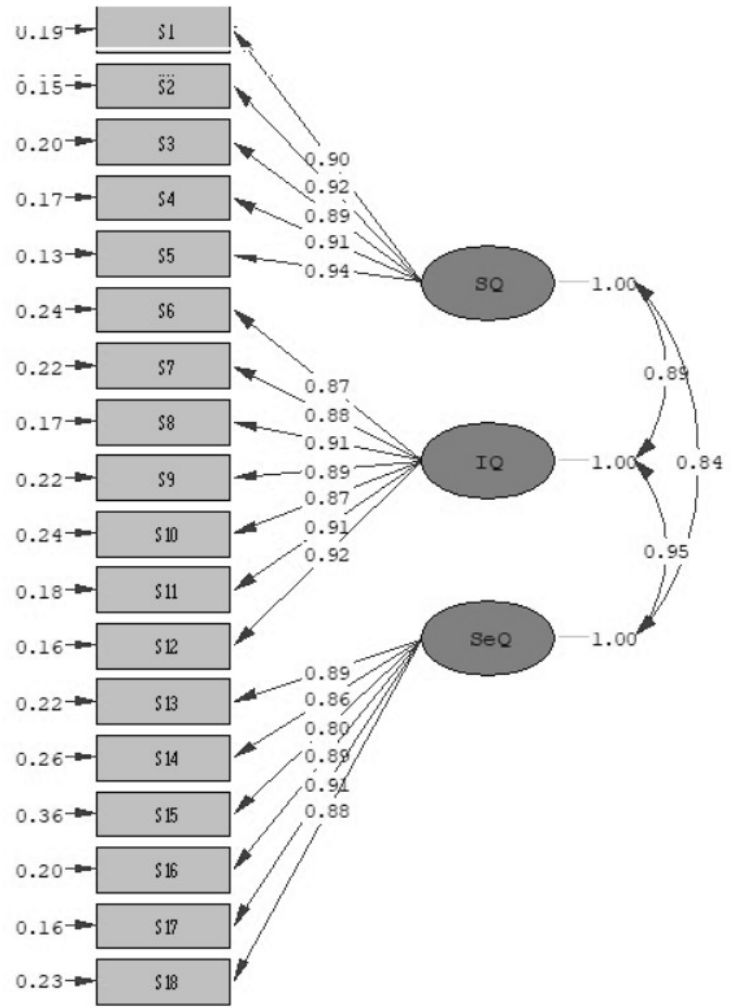 0.19 S1
0.15 S2
0.20 S3
0.90
0.92
0.17 S4
0.89
0.91
0.13 S5
0.94
SQ 1.00
0.24 S6
0.22 S7
0.87
0.89
0.88
0.17 S8
0.91
0.22 S9
0.89
IQ 1.00
0.84
0.87
0.24 S10
0.91
0.92
0.95
0.18 S11
0.16 S12
SeQ 1.00
0.89
0.22 S13
0.86
0.80
0.26 S14
0.89
0.91
0.36 S15
0.88
0.20 S16
0.16 S17
0.23 S18